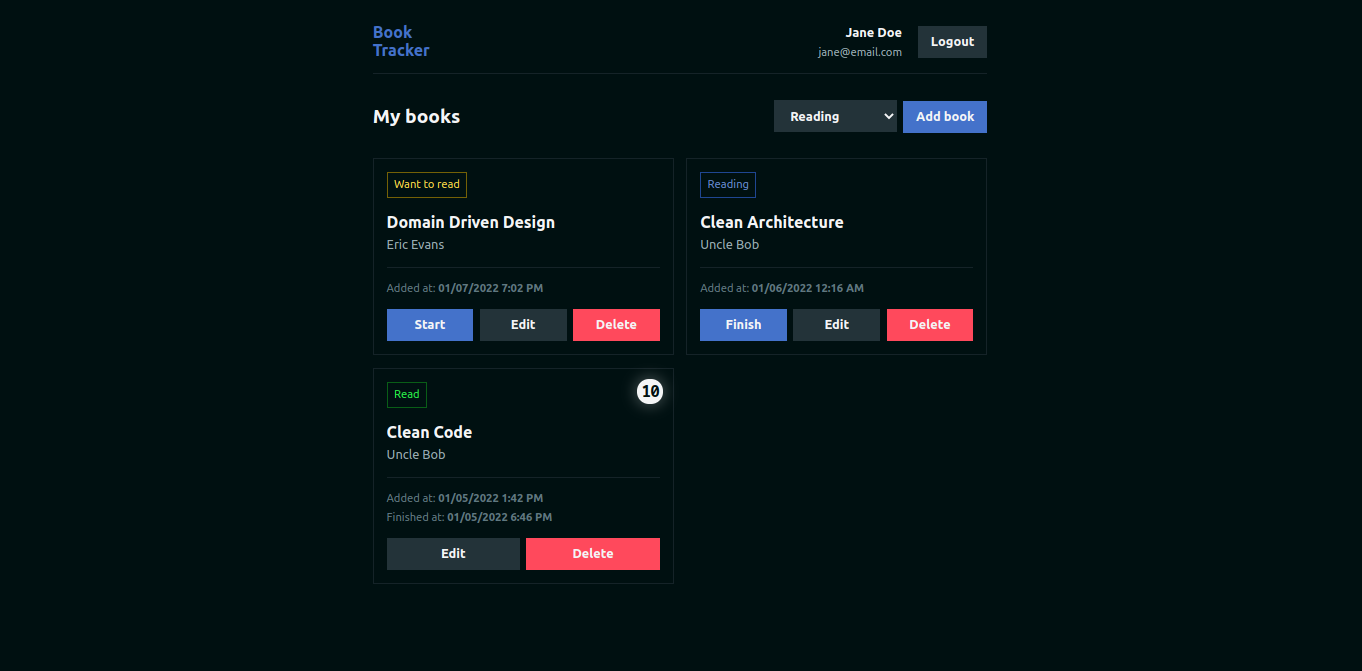 Book
Tracker
Jane Doe
jane@email.com
Logout
My books
Reading
Add book
Want to read
Domain Driven Design
Eric Evans
Added at: 01/07/2022 7:02 PM
Start
Edit
Delete
Reading
Clean Architecture
Uncle Bob
Added at: 01/06/2022 12:16 AM
Finish
Edit
Delete
Read
10
Clean Code
Uncle Bob
Added at: 01/05/2022 1:42 PM
Finished at: 01/05/2022 6:46 PM
Edit
Delete